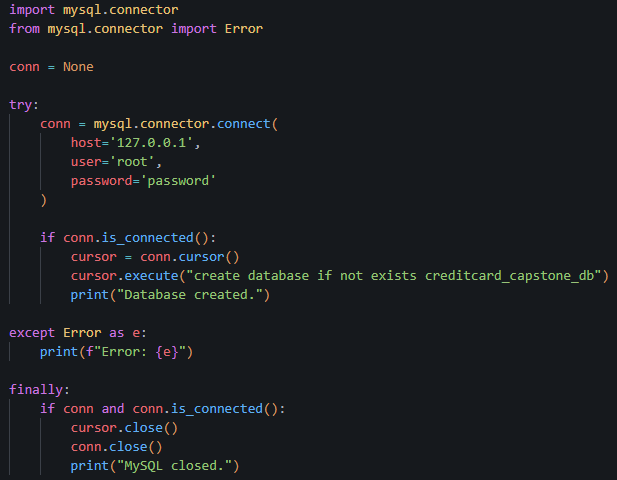 import mysql.connector
from mysql.connector import Error

conn = None

try:
    conn = mysql.connector.connect(
        host='127.0.0.1',
        user='root',
        password='password'
    )

    if conn.is_connected():
        cursor = conn.cursor()
        cursor.execute("create database if not exists creditcard_capstone_db")
        print("Database created.")

except Error as e:
    print(f"Error: {e}")

finally:
    if conn and conn.is_connected():
        cursor.close()
        conn.close()
        print("MySQL closed.")